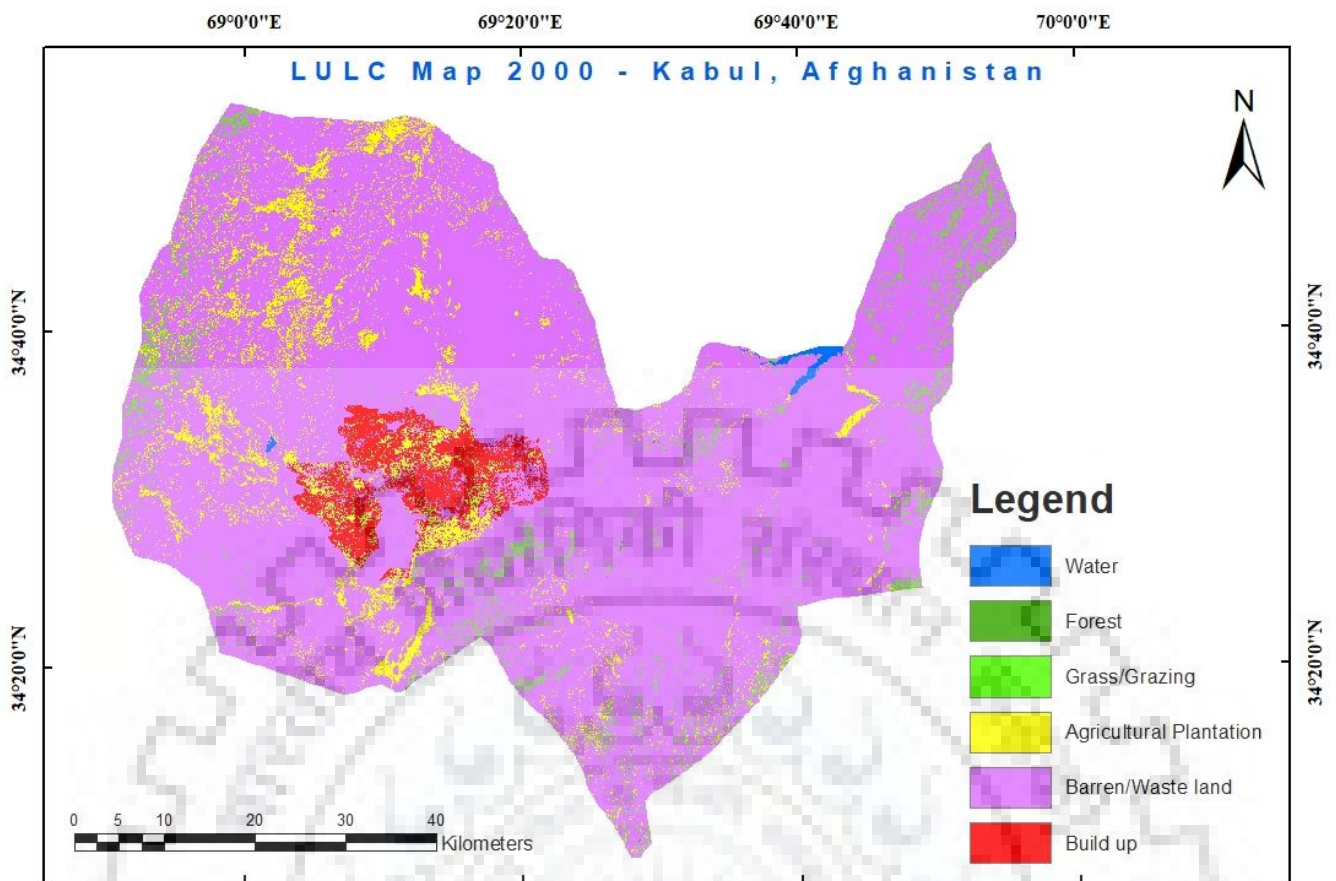 69°0'0"E 69°20'0"E 69°40'0"E 70°0'0"E
LULC Map 2000 - Kabul, Afghanistan
N
34°40'0"N 34°40'0"N
Legend
Water
Forest
34°20'0"N 34°20'0"N
Grass/Grazing
Agricultural Plantation
Barren/Waste land
0 5 10 20 30 40
Kilometers
Build up